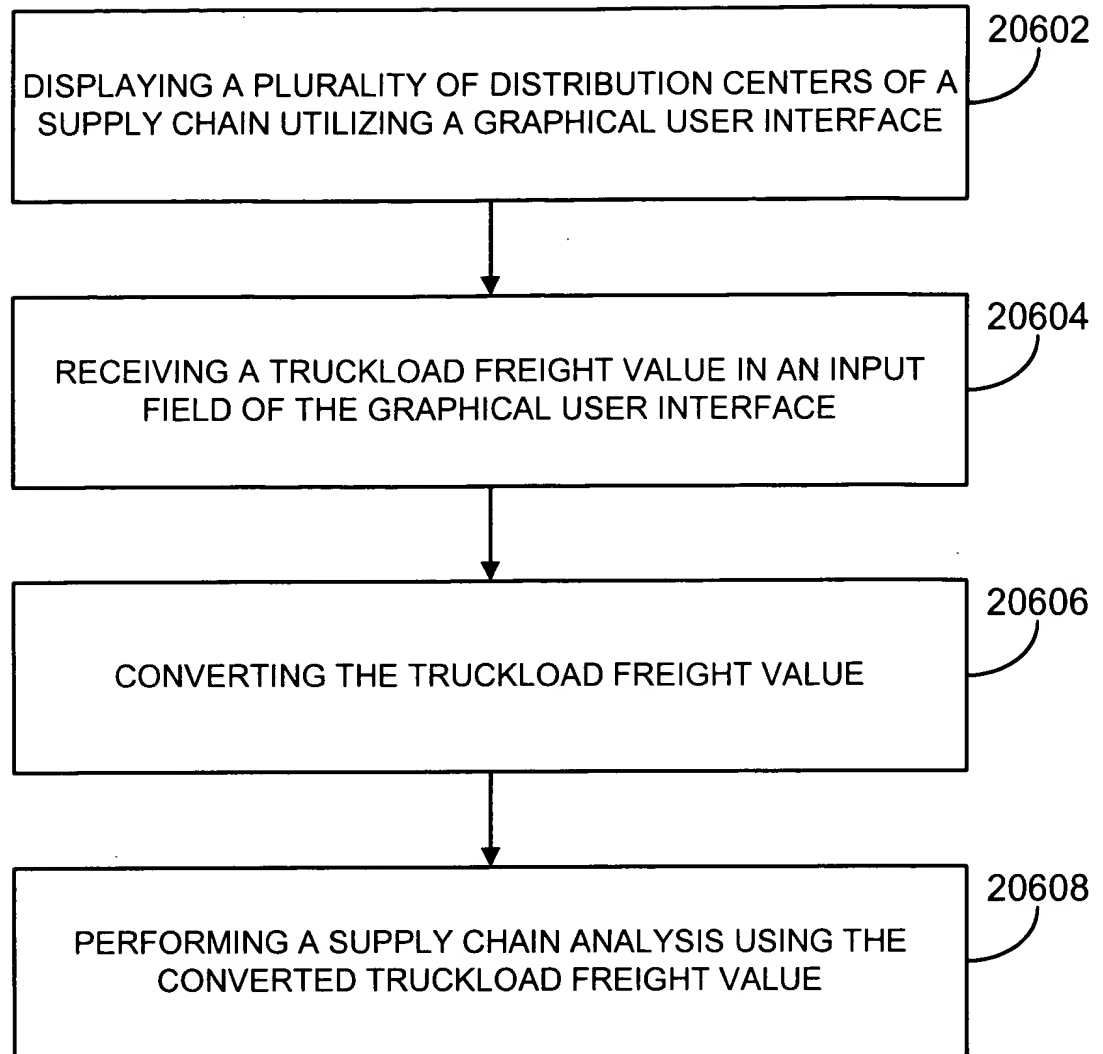 20602
DISPLAYING A PLURALITY OF DISTRIBUTION CENTERS OF A
SUPPLY CHAIN UTILIZING A GRAPHICAL USER INTERFACE
20604
RECEIVING A TRUCKLOAD FREIGHT VALUE IN AN INPUT
FIELD OF THE GRAPHICAL USER INTERFACE
20606
CONVERTING THE TRUCKLOAD FREIGHT VALUE
20608
PERFORMING A SUPPLY CHAIN ANALYSIS USING THE
CONVERTED TRUCKLOAD FREIGHT VALUE